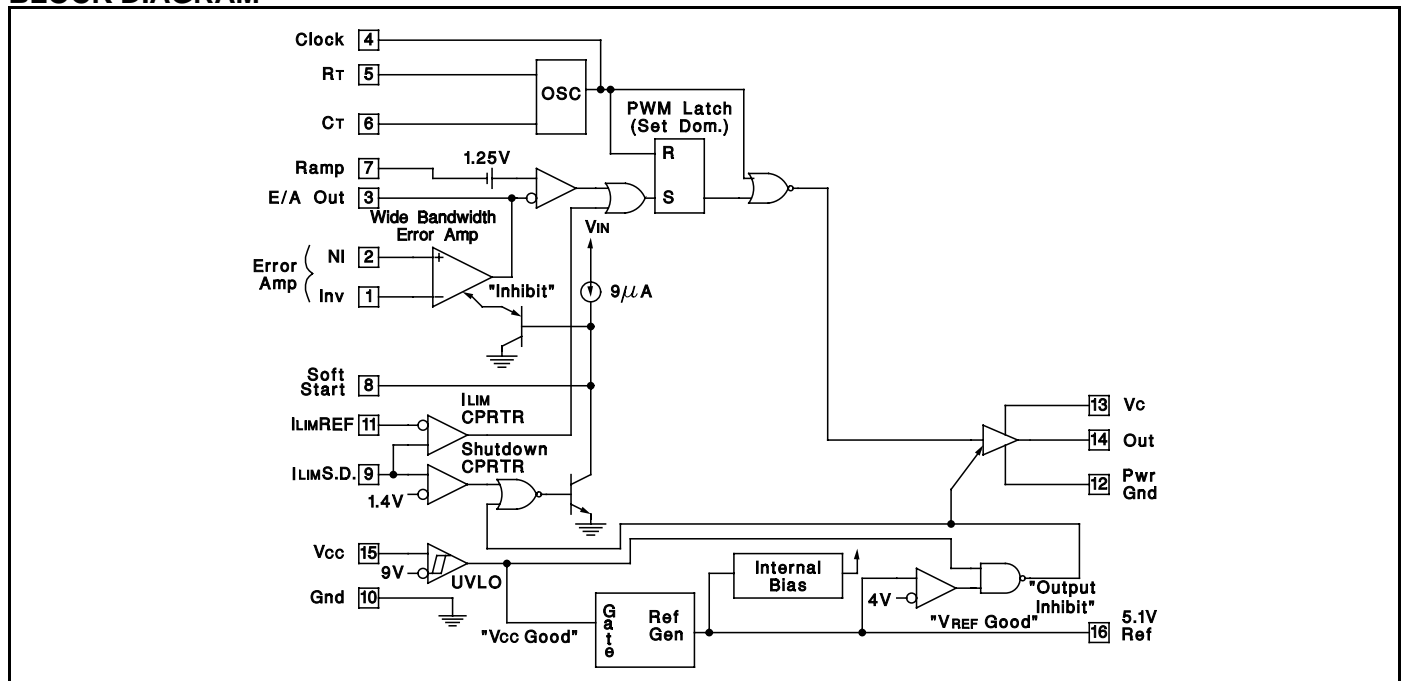 BLOCK DIAGRAM
Clock 4
RT 5
CT 6
OSC
PWM Latch
(Set Dom.)
R
S
Ramp 7
1.25V
E/A Out 3
Wide Bandwidth
Error Amp
Error
Amp
NI 2
+
Inv 1
−
"Inhibit"
VIN
9μA
Soft
Start 8
ILIMREF 11
ILIM
CPRTR
Shutdown
CPRTR
ILIMS.D. 9
1.4V
13 Vc
14 Out
12 Pwr
Gnd
Vcc 15
9V
UVLO
Gnd 10
"Vcc Good"
Gate
Ref
Gen
Internal
Bias
4V
"VREF Good"
"Output
Inhibit"
16 5.1V
Ref